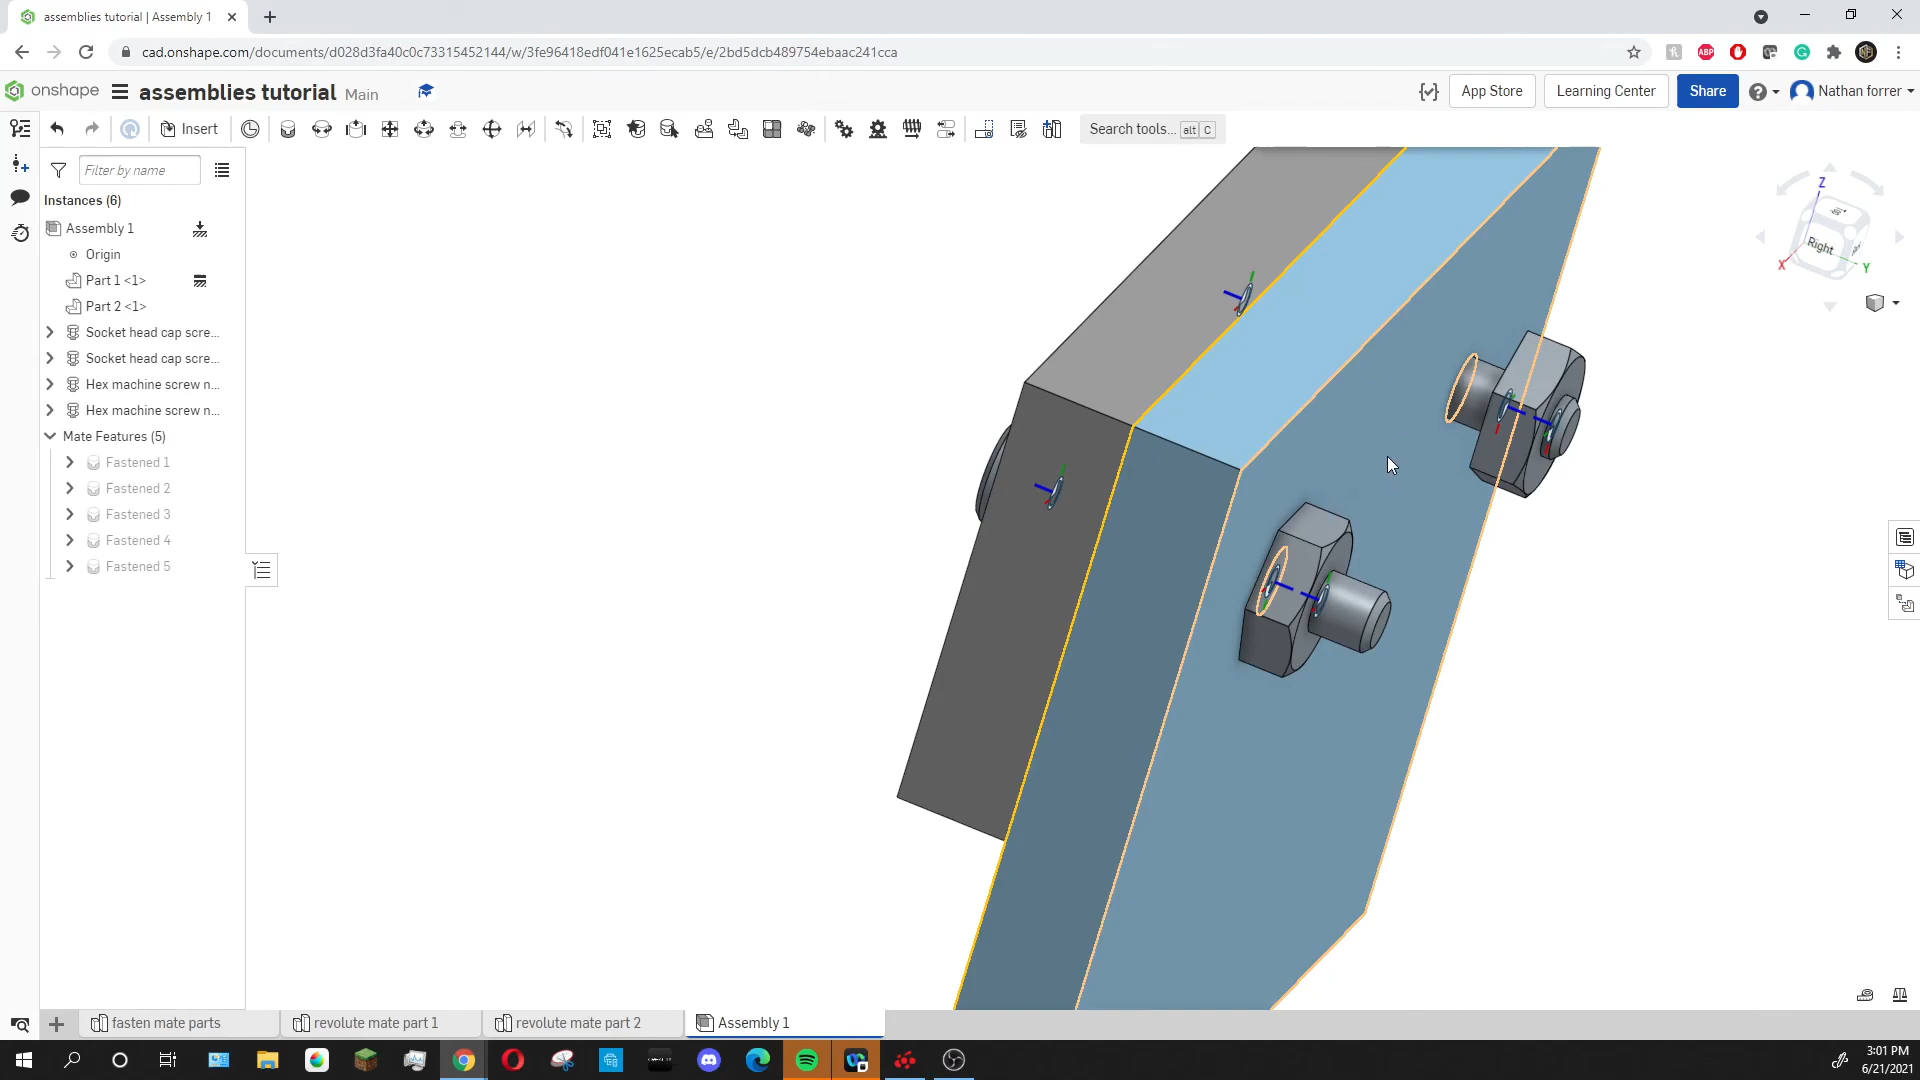 assemblies tutorial | Assembly 1
cad.onshape.com/documents/d028d3fa40c0c73315452144/w/3fe96418edf041e1625ecab5/e/2bd5dcb489754ebaac241cca
ABP
onshape
assemblies tutorial Main
App Store
Learning Center
Share
Nathan forrer
Insert
Search tools... alt C
Filter by name
Instances (6)
Assembly 1
Origin
Part 1 <1>
Part 2 <1>
Socket head cap scre...
Socket head cap scre...
Hex machine screw n...
Hex machine screw n...
Mate Features (5)
Fastened 1
Fastened 2
Fastened 3
Fastened 4
Fastened 5
Z
Right
X
Y
fasten mate parts
revolute mate part 1
revolute mate part 2
Assembly 1
3:01 PM
6/21/2021